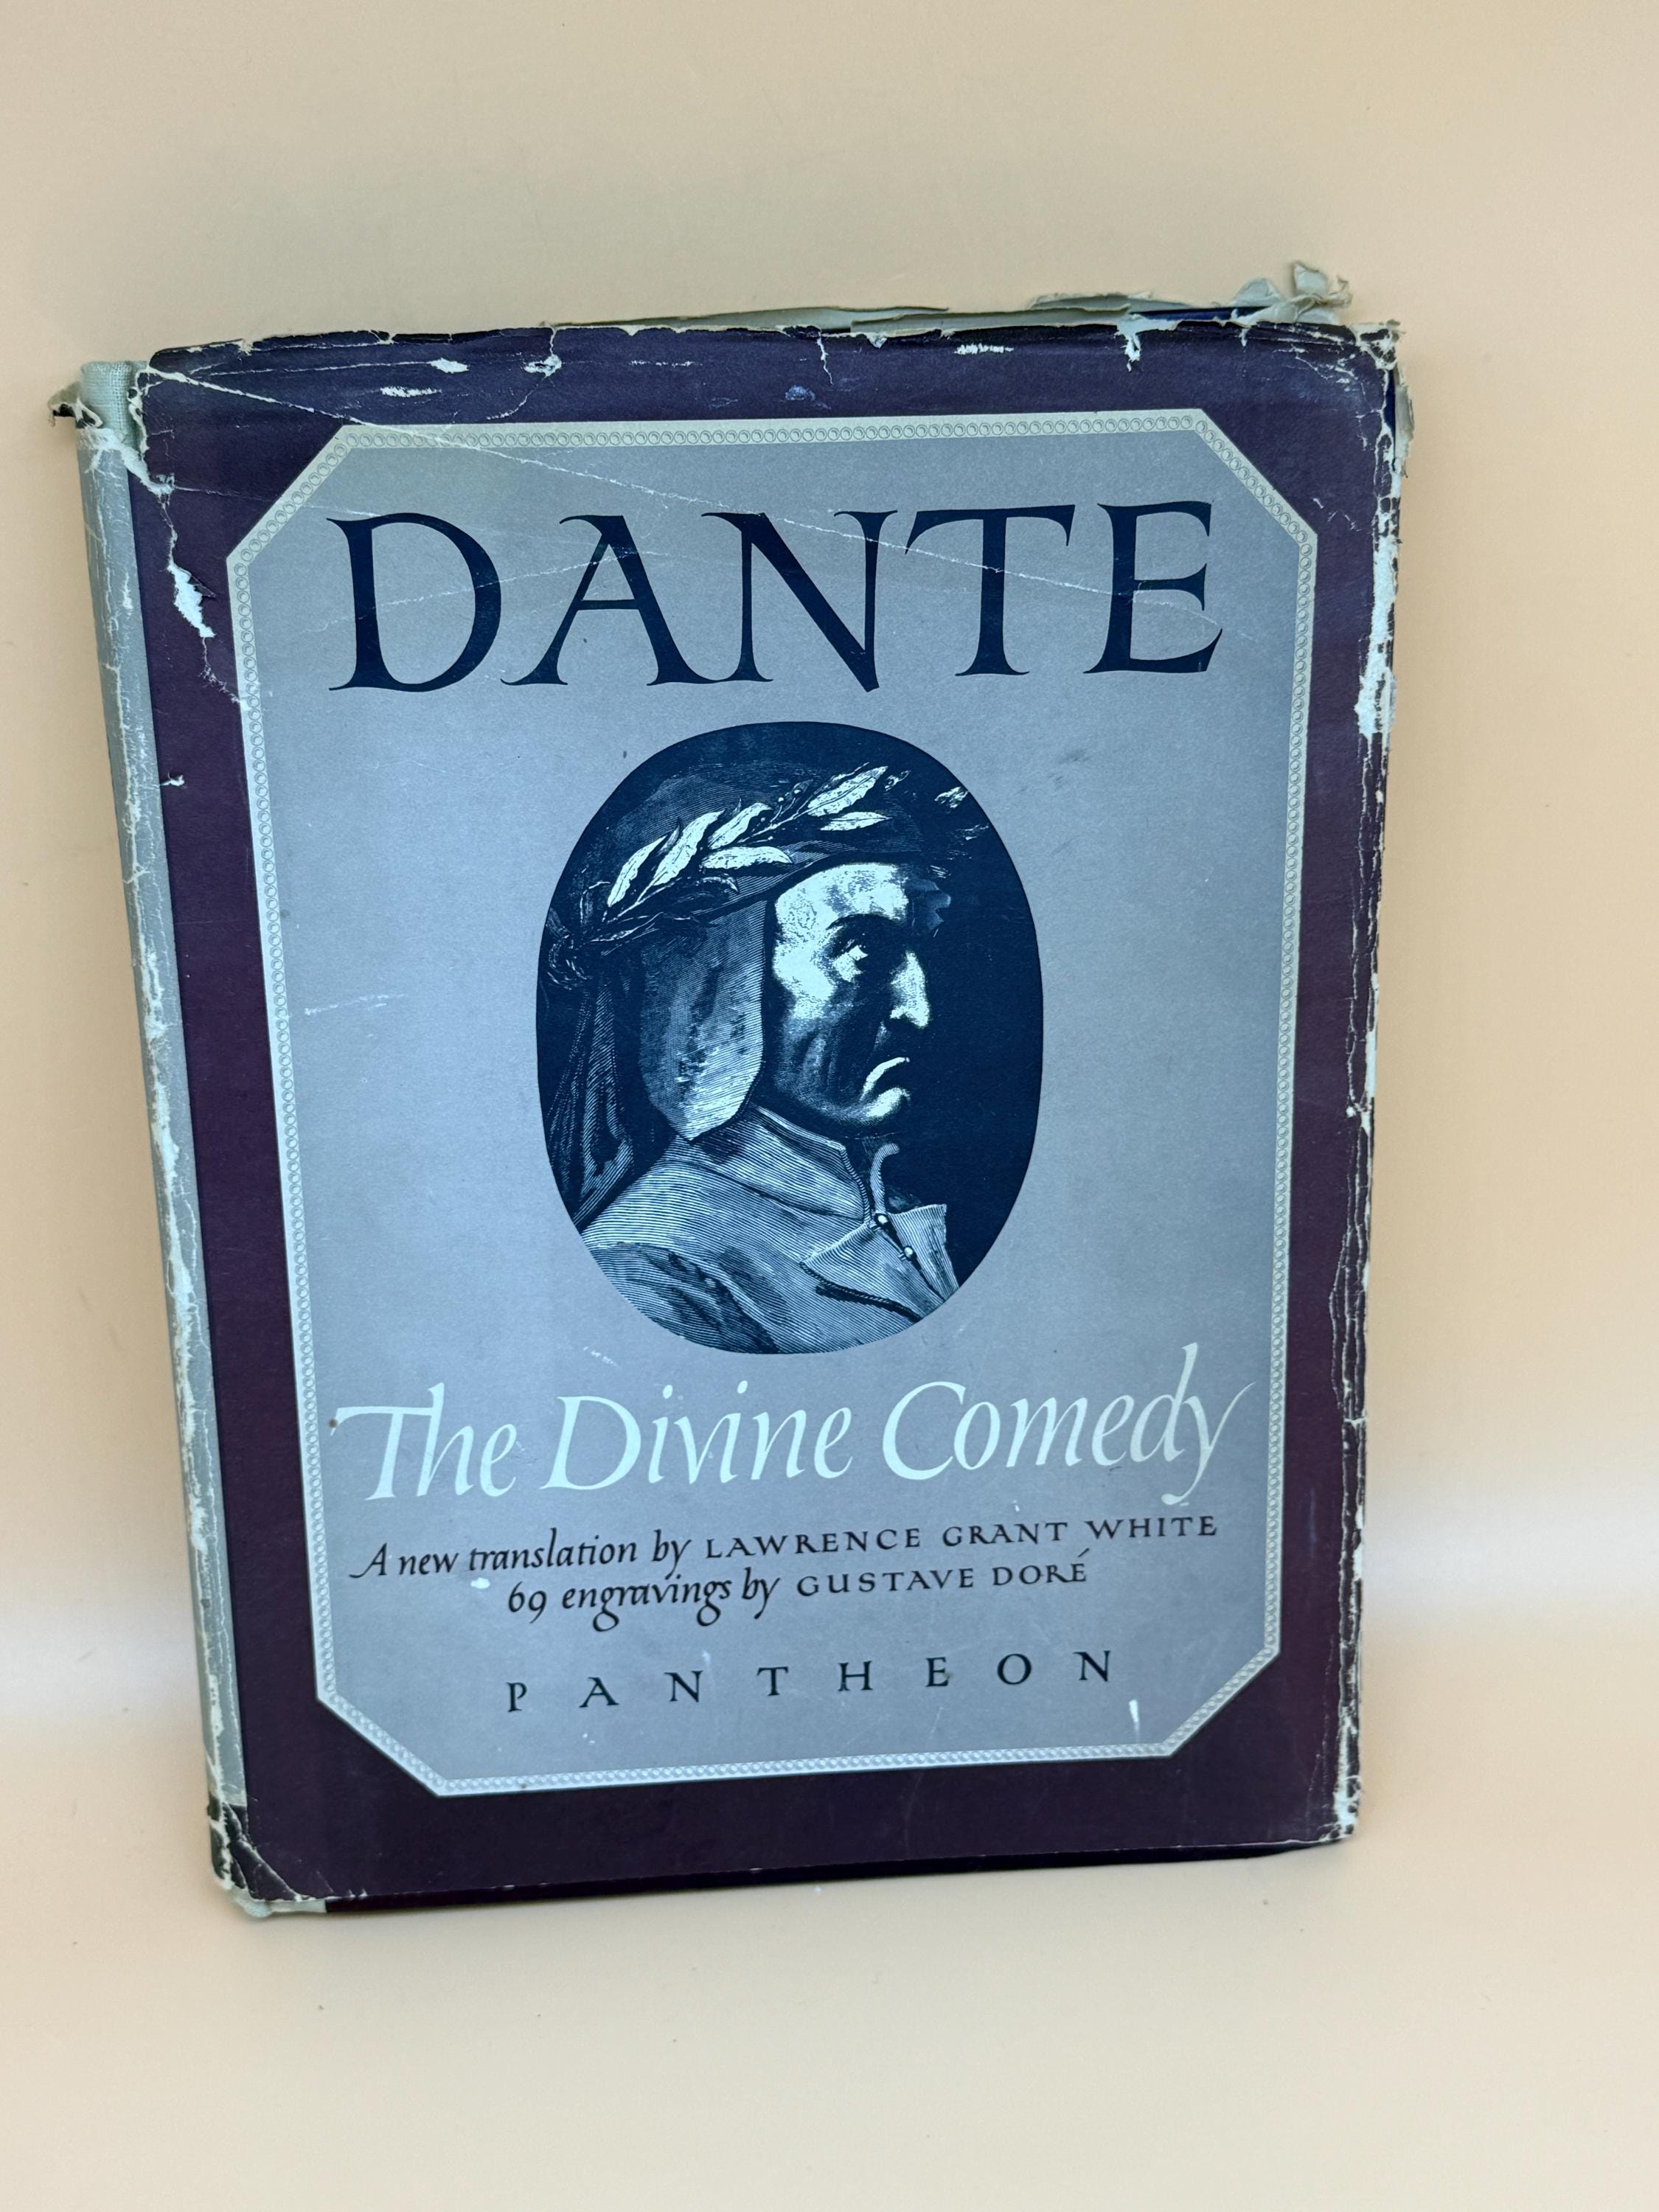 DANTE
The Divine Comedy
A new translation by LAWRENCE GRANT WHITE
69 engravings by GUSTAVE DORÉ
PANTHEON